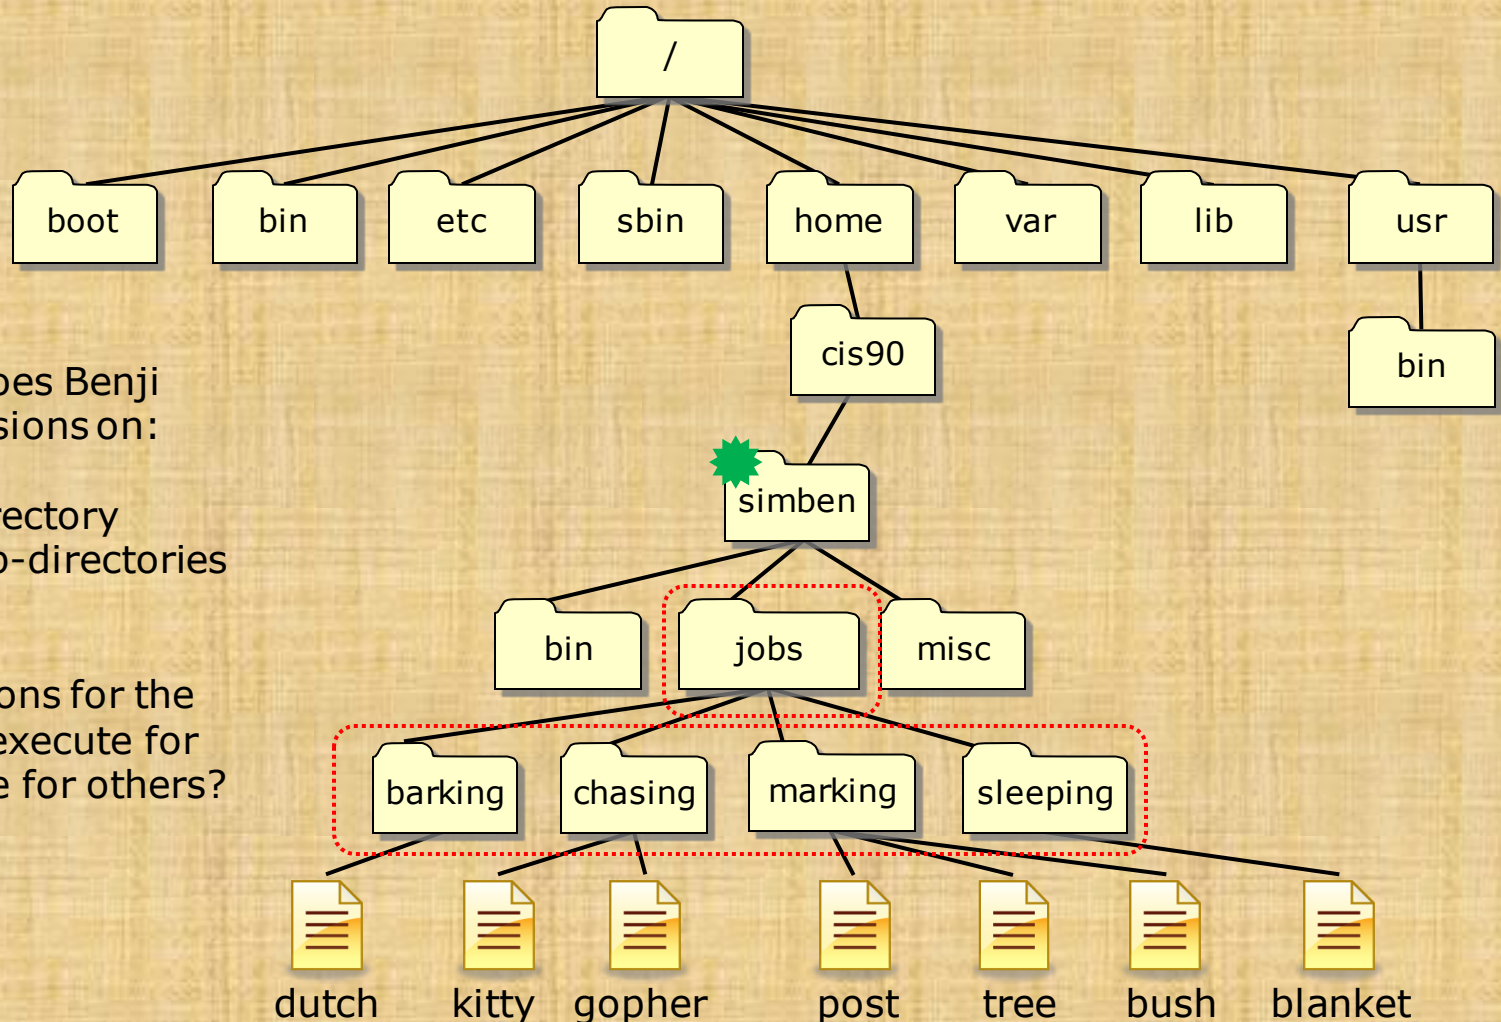 /
boot bin etc sbin home var lib usr
cis90
bin
oes Benji
sions on:
simben
rectory
o-directories
bin jobs misc
ons for the
execute for
e for others?
barking chasing marking sleeping
dutch kitty gopher post tree bush blanket